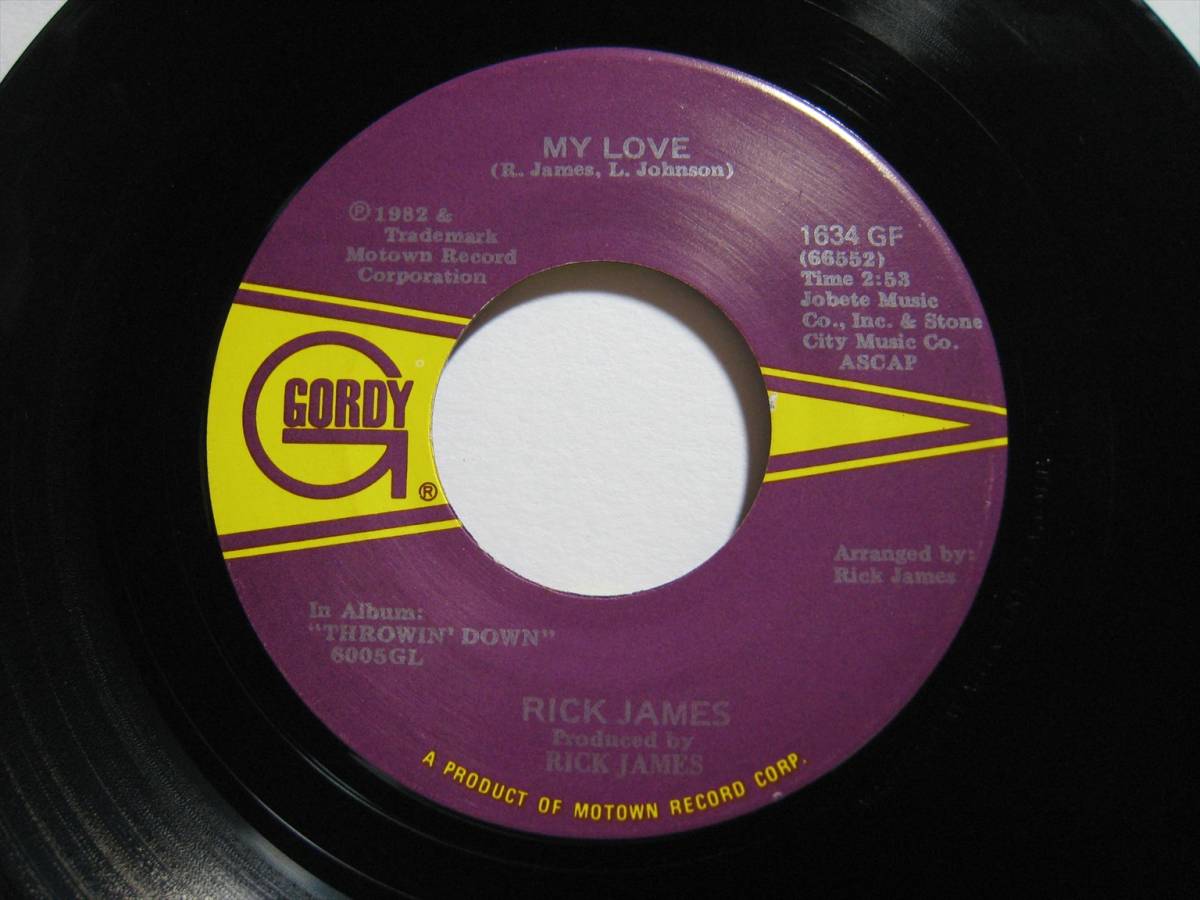 MY LOVE
(R. James, L. Johnson)
℗ 1982 &
Trademark
Motown Record
Corporation
1634 GF
(66552)
Time 2:53
Jobete Music
Co., Inc. & Stone
City Music Co.
ASCAP
GORDY
®
Arranged by:
Rick James
In Album:
"THROWIN' DOWN"
6005GL
RICK JAMES
Produced by
RICK JAMES
A PRODUCT OF MOTOWN RECORD CORP.